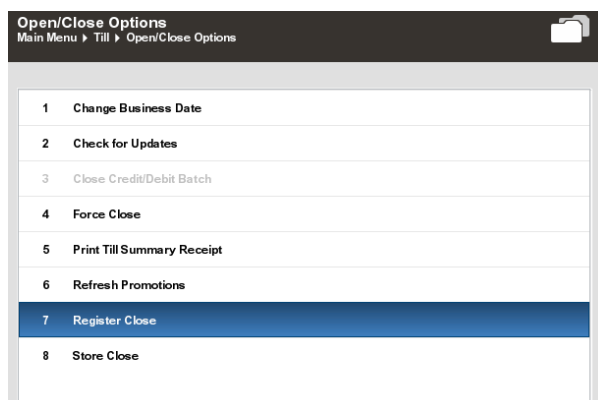 Open/Close Options
Main Menu ▸ Till ▸ Open/Close Options
1 Change Business Date
2 Check for Updates
3 Close Credit/Debit Batch
4 Force Close
5 Print Till Summary Receipt
6 Refresh Promotions
7 Register Close
8 Store Close